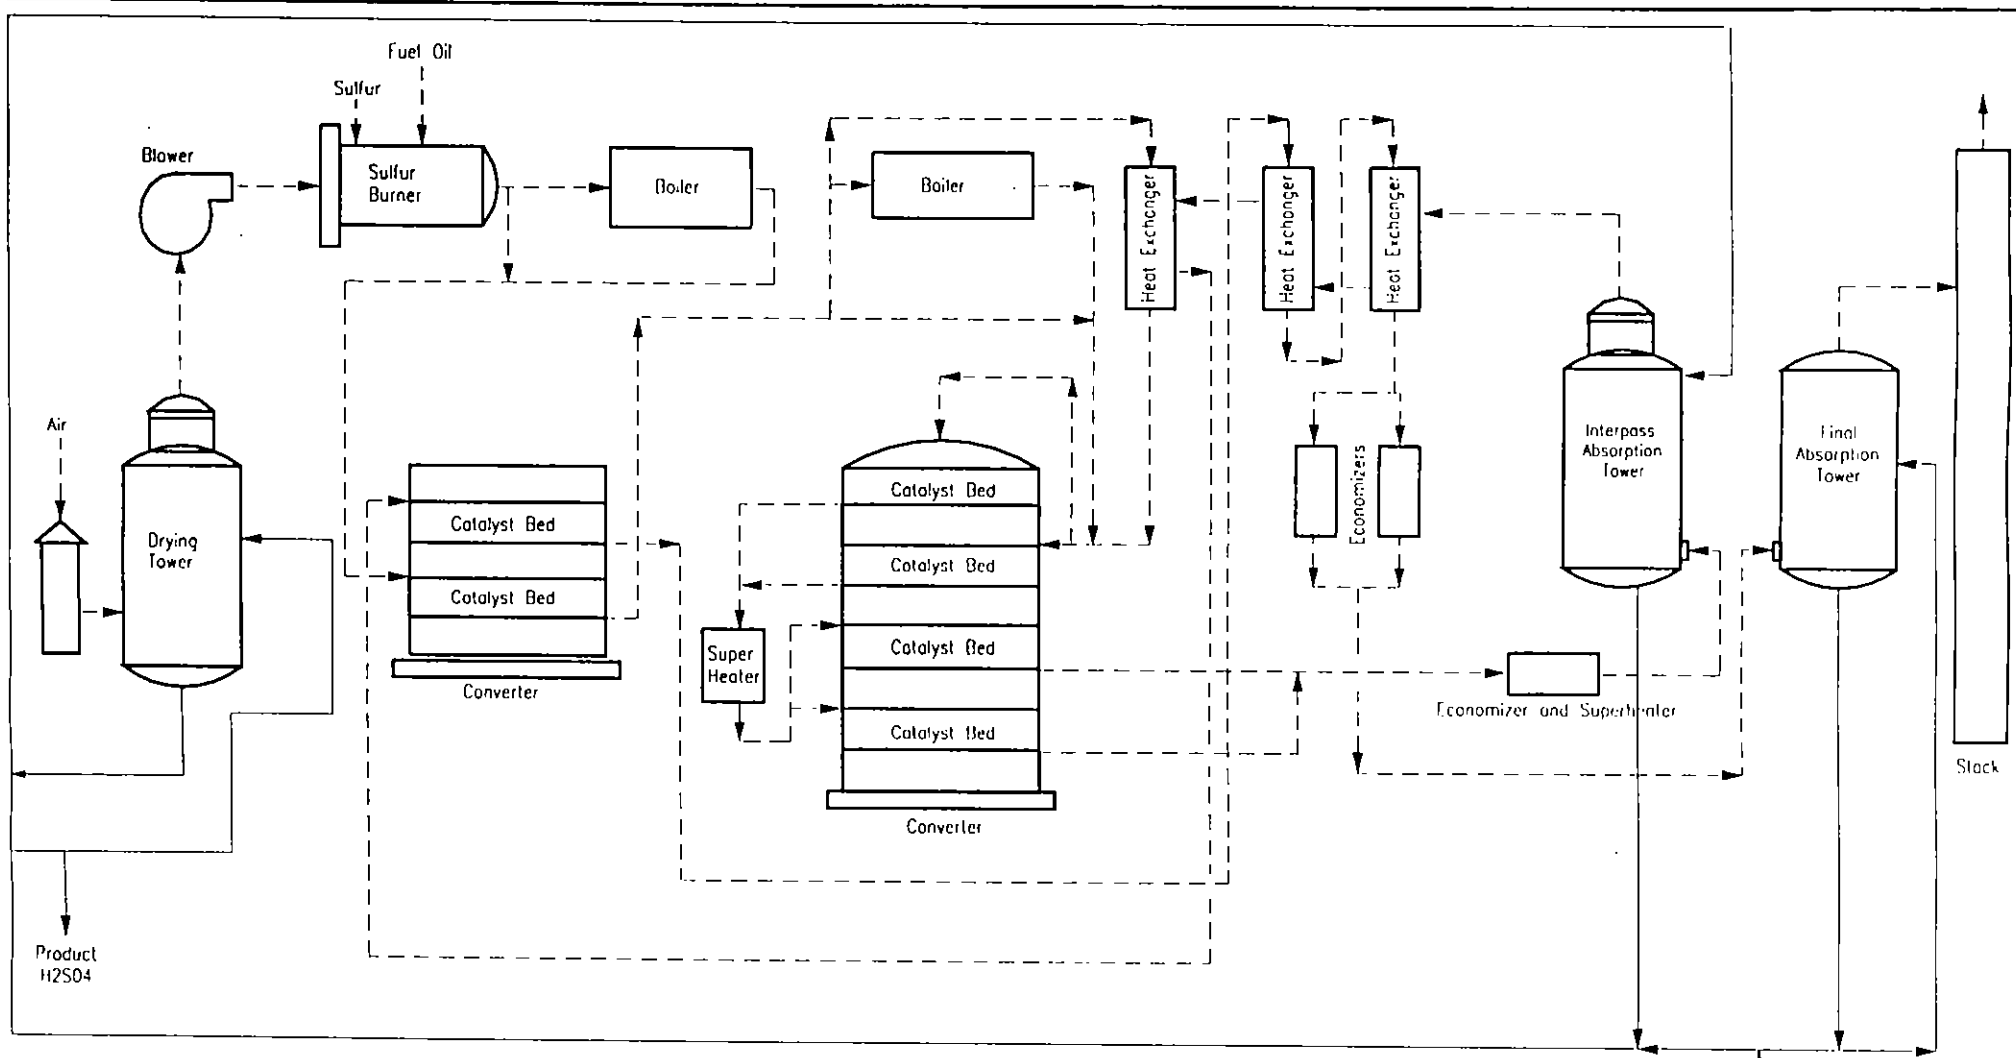 Fuel Oil
Sulfur
Blower
Sulfur
Burner
Boiler
Boiler
Heat Exchanger
Heat Exchanger
Heat Exchanger
Air
Drying
Tower
Catalyst Bed
Catalyst Bed
Converter
Catalyst Bed
Catalyst Bed
Catalyst Bed
Catalyst Bed
Super
Heater
Converter
Economizers
Interpass
Absorption
Tower
Final
Absorption
Tower
Economizer and Superheater
Stack
Product
H2SO4